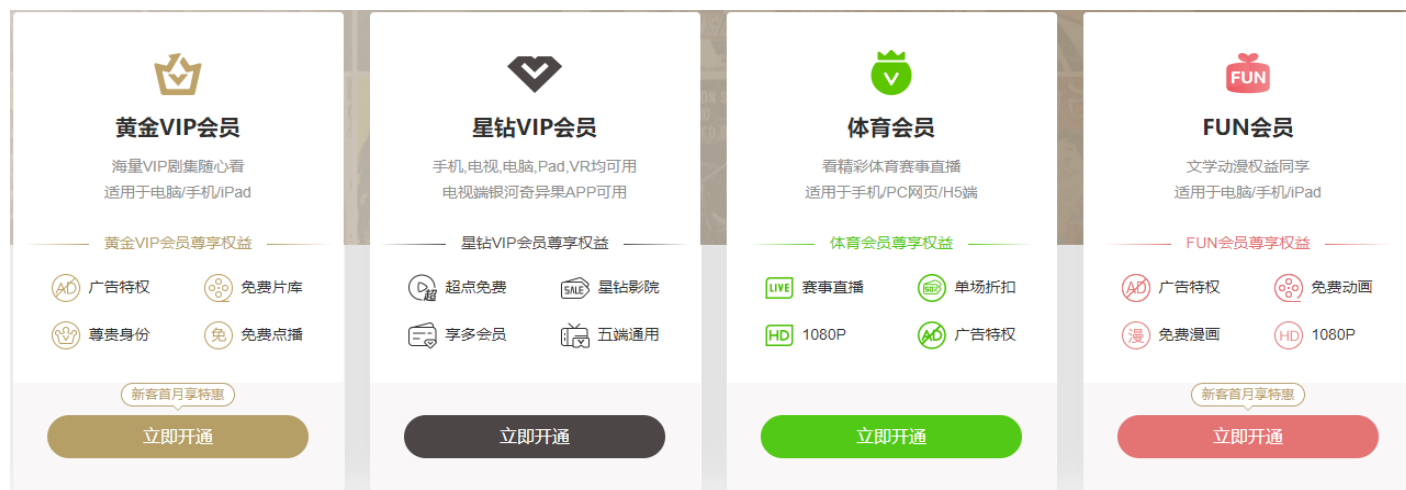 黄金VIP会员
海量VIP剧集随心看
适用于电脑/手机/iPad
黄金VIP会员尊享权益
AD 广告特权
免费片库
尊贵身份
免 免费点播
新客首月享特惠
立即开通
星钻VIP会员
手机,电视,电脑,Pad,VR均可用
电视端银河奇异果APP可用
星钻VIP会员尊享权益
超 超点免费
SALE 星钻影院
享多会员
五端通用
立即开通
V
体育会员
看精彩体育赛事直播
适用于手机/PC网页/H5端
体育会员尊享权益
LIVE 赛事直播
50% 单场折扣
HD 1080P
AD 广告特权
立即开通
FUN
FUN会员
文学动漫权益同享
适用于电脑/手机/iPad
FUN会员尊享权益
AD 广告特权
免费动画
漫 免费漫画
HD 1080P
新客首月享特惠
立即开通